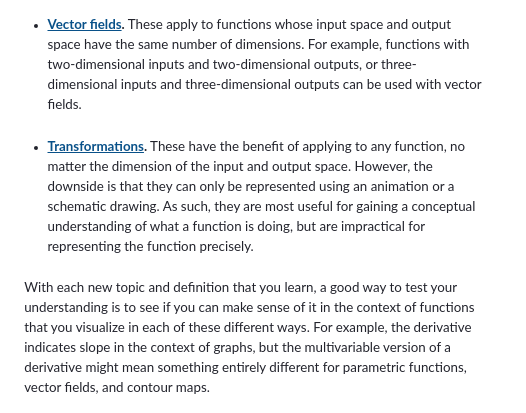 • Vector fields. These apply to functions whose input space and output
space have the same number of dimensions. For example, functions with
two-dimensional inputs and two-dimensional outputs, or three-
dimensional inputs and three-dimensional outputs can be used with vector
fields.
• Transformations. These have the benefit of applying to any function, no
matter the dimension of the input and output space. However, the
downside is that they can only be represented using an animation or a
schematic drawing. As such, they are most useful for gaining a conceptual
understanding of what a function is doing, but are impractical for
representing the function precisely.
With each new topic and definition that you learn, a good way to test your
understanding is to see if you can make sense of it in the context of functions
that you visualize in each of these different ways. For example, the derivative
indicates slope in the context of graphs, but the multivariable version of a
derivative might mean something entirely different for parametric functions,
vector fields, and contour maps.